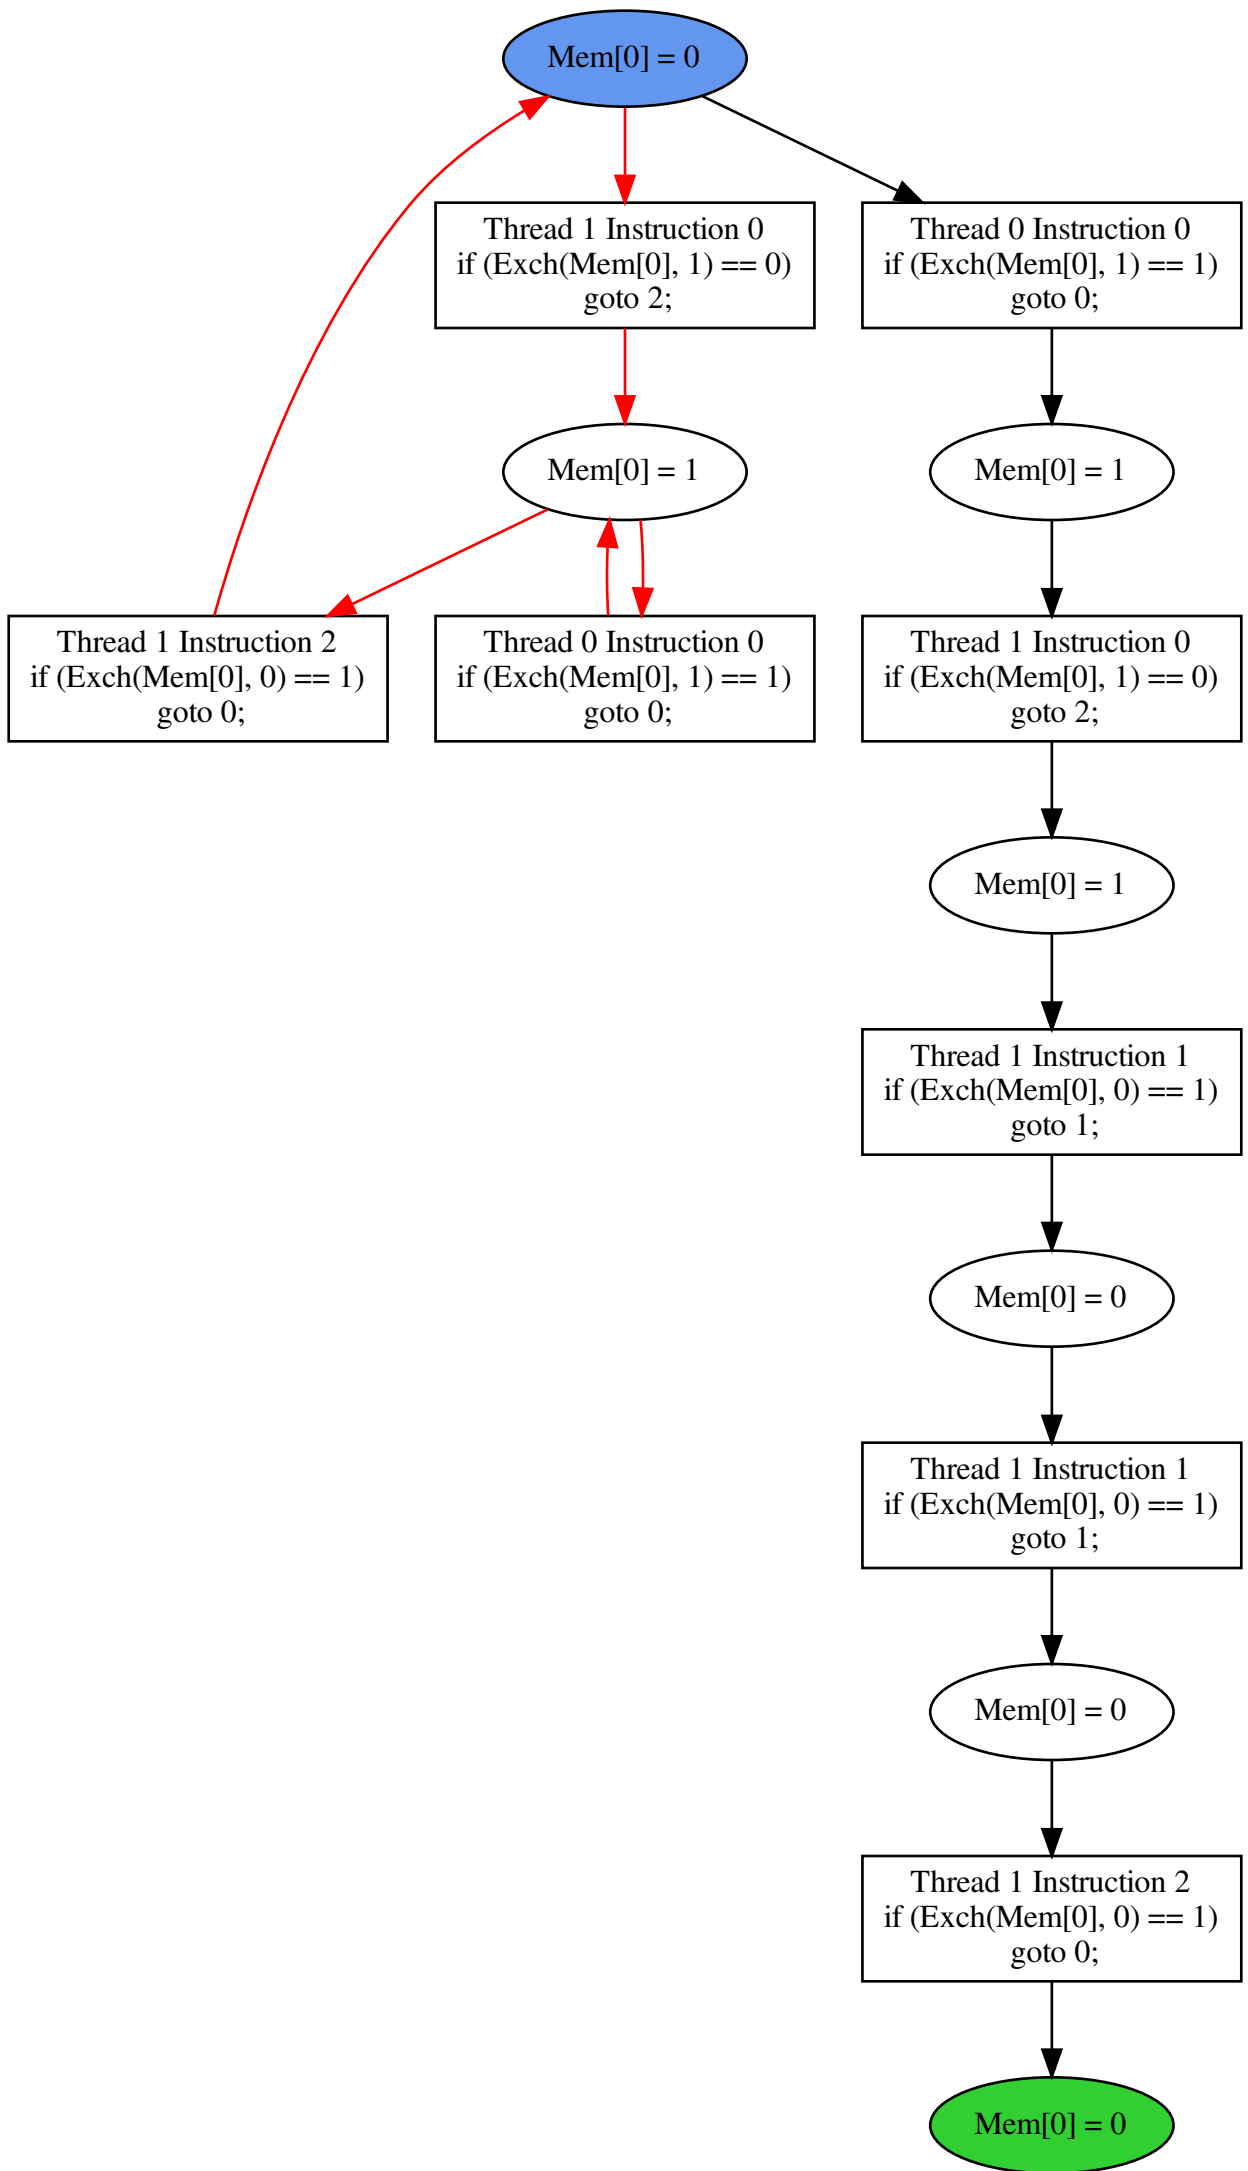 Mem[0] = 0
Thread 1 Instruction 0
if (Exch(Mem[0], 1) == 0)
goto 2;
Thread 0 Instruction 0
if (Exch(Mem[0], 1) == 1)
goto 0;
Mem[0] = 1
Mem[0] = 1
Thread 1 Instruction 2
if (Exch(Mem[0], 0) == 1)
goto 0;
Thread 0 Instruction 0
if (Exch(Mem[0], 1) == 1)
goto 0;
Thread 1 Instruction 0
if (Exch(Mem[0], 1) == 0)
goto 2;
Mem[0] = 1
Thread 1 Instruction 1
if (Exch(Mem[0], 0) == 1)
goto 1;
Mem[0] = 0
Thread 1 Instruction 1
if (Exch(Mem[0], 0) == 1)
goto 1;
Mem[0] = 0
Thread 1 Instruction 2
if (Exch(Mem[0], 0) == 1)
goto 0;
Mem[0] = 0